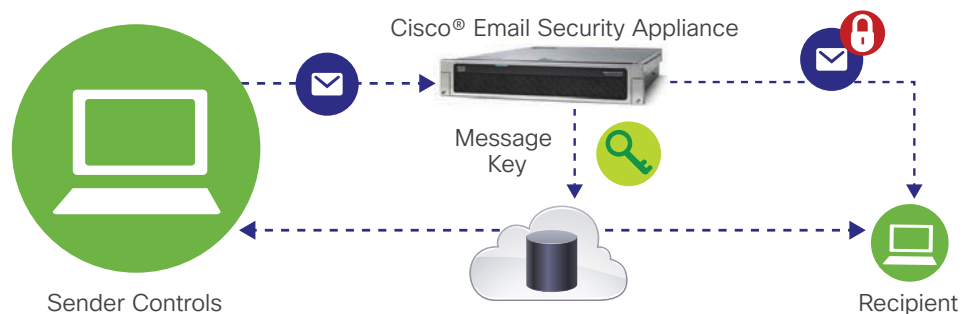 Cisco® Email Security Appliance
Message
Key
Sender Controls
Recipient